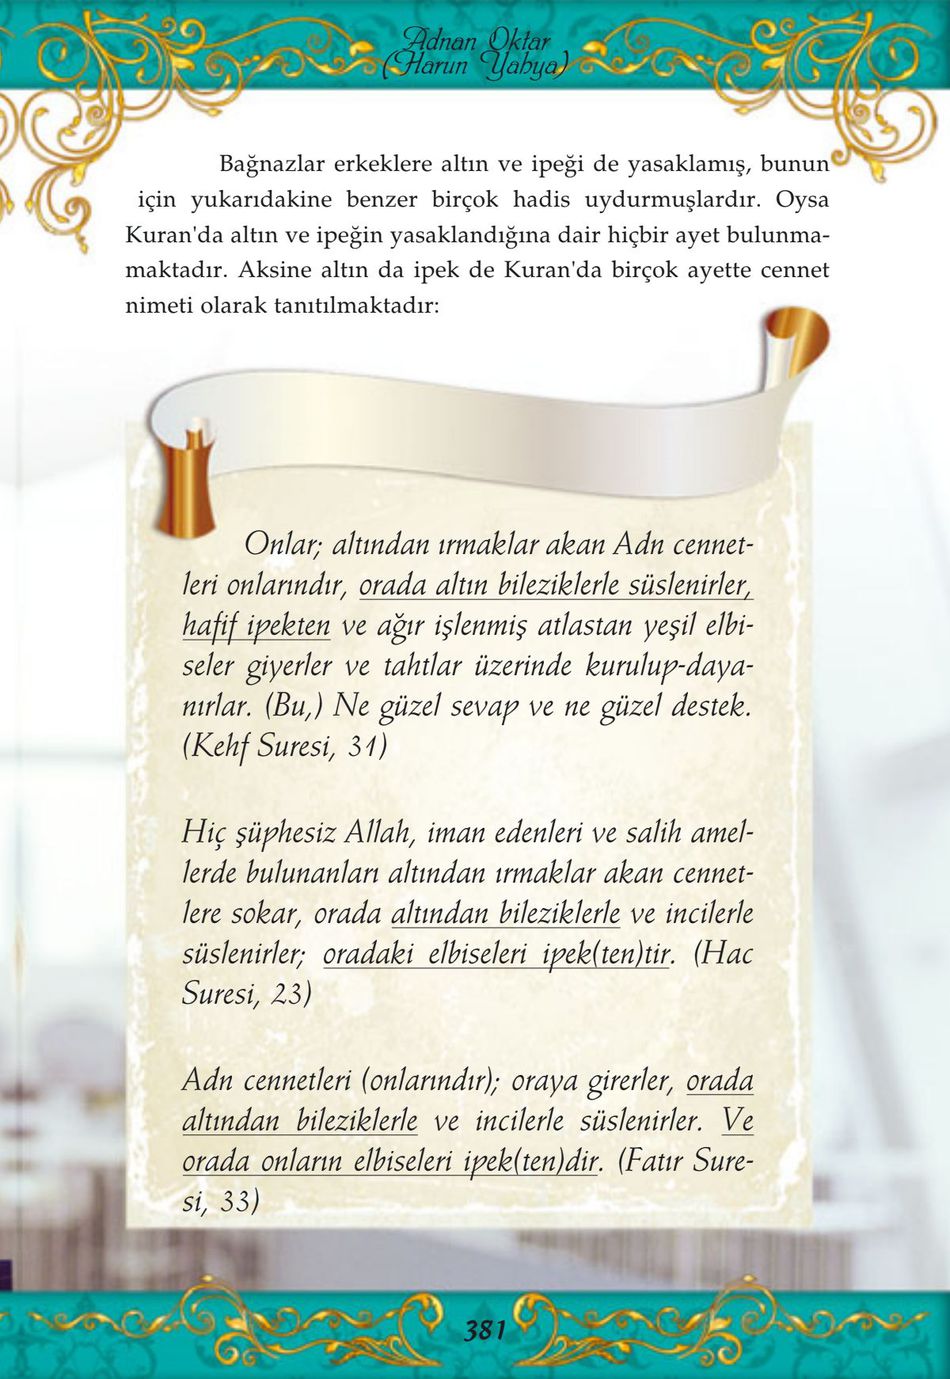 Adnan Oktar
(Harun Yahya)
Bağnazlar erkeklere altın ve ipeği de yasaklamış, bunun
için yukarıdakine benzer birçok hadis uydurmuşlardır. Oysa
Kuran'da altın ve ipeğin yasaklandığına dair hiçbir ayet bulunma-
maktadır. Aksine altın da ipek de Kuran'da birçok ayette cennet
nimeti olarak tanıtılmaktadır:
Onlar; altından ırmaklar akan Adn cennet-
leri onlarındır, orada altın bileziklerle süslenirler,
hafif ipekten ve ağır işlenmiş atlastan yeşil elbi-
seler giyerler ve tahtlar üzerinde kurulup-daya-
nırlar. (Bu,) Ne güzel sevap ve ne güzel destek.
(Kehf Suresi, 31)
Hiç şüphesiz Allah, iman edenleri ve salih amel-
lerde bulunanları altından ırmaklar akan cennet-
lere sokar, orada altından bileziklerle ve incilerle
süslenirler; oradaki elbiseleri ipek(ten)tir. (Hac
Suresi, 23)
Adn cennetleri (onlarındır); oraya girerler, orada
altından bileziklerle ve incilerle süslenirler. Ve
orada onların elbiseleri ipek(ten)dir. (Fatır Sure-
si, 33)
381